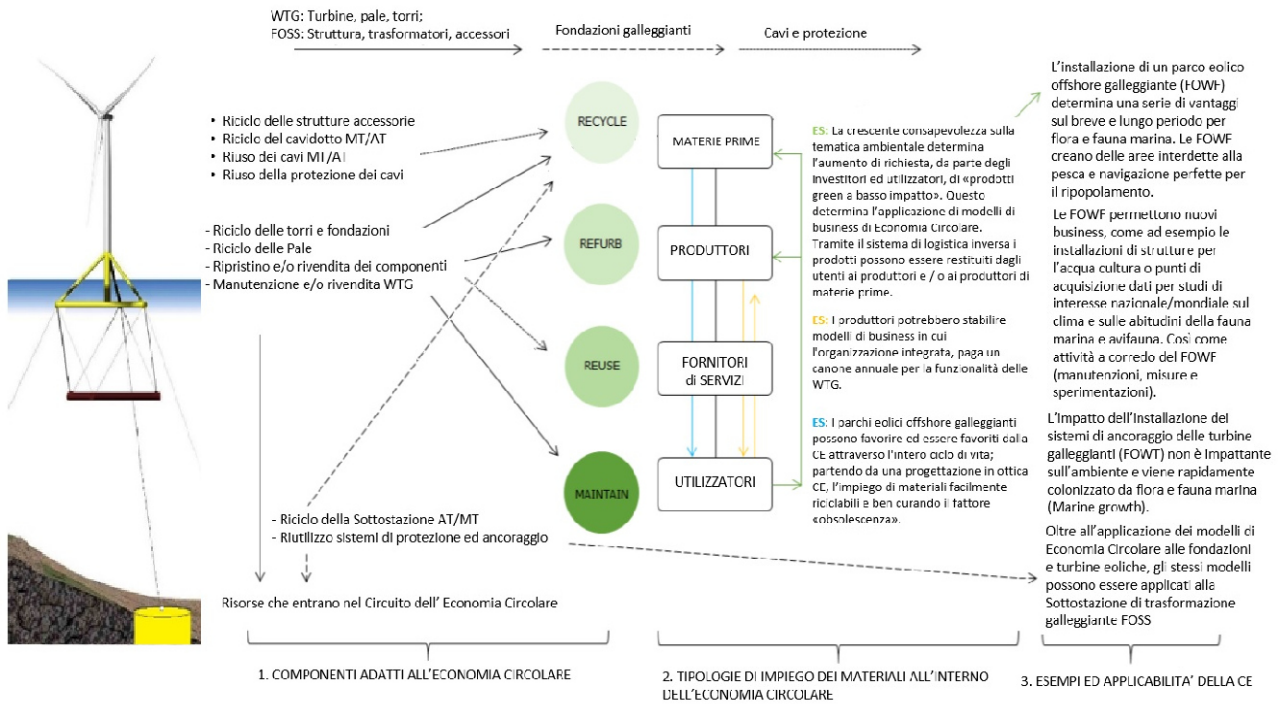 WTG: Turbine, pale, torri;
FOSS: Struttura, trasformatori, accessori
Fondazioni galleggianti
Cavi e protezione
• Riciclo delle strutture accessorie
• Riciclo del cavidotto MT/AT
• Riuso dei cavi MT/AT
• Riuso della protezione dei cavi
- Riciclo delle torri e fondazioni
- Riciclo delle Pale
- Ripristino e/o rivendita dei componenti
- Manutenzione e/o rivendita WTG
- Riciclo della Sottostazione AT/MT
- Riutilizzo sistemi di protezione ed ancoraggio
Risorse che entrano nel Circuito dell' Economia Circolare
1. COMPONENTI ADATTI ALL'ECONOMIA CIRCOLARE
RECYCLE
REFURB
REUSE
MAINTAIN
MATERIE PRIME
PRODUTTORI
FORNITORI
di SERVIZI
UTILIZZATORI
ES: La crescente consapevolezza sulla
tematica ambientale determina
l'aumento di richiesta, da parte degli
investitori ed utilizzatori, di «prodotti
green a basso impatto». Questo
determina l'applicazione di modelli di
business di Economia Circolare.
Tramite il sistema di logistica inversa i
prodotti possono essere restituiti dagli
utenti ai produttori e / o ai produttori di
materie prime.
ES: I produttori potrebbero stabilire
modelli di business in cui
l'organizzazione integrata, paga un
canone annuale per la funzionalità delle
WTG.
ES: I parchi eolici offshore galleggianti
possono favorire ed essere favoriti dalla
CE attraverso l'intero ciclo di vita;
partendo da una progettazione in ottica
CE, l'impiego di materiali facilmente
riciclabili e ben curando il fattore
«obsolescenza».
2. TIPOLOGIE DI IMPIEGO DEI MATERIALI ALL'INTERNO
DELL'ECONOMIA CIRCOLARE
L'installazione di un parco eolico
offshore galleggiante (FOWF)
determina una serie di vantaggi
sul breve e lungo periodo per
flora e fauna marina. Le FOWF
creano delle aree interdette alla
pesca e navigazione perfette per
il ripopolamento.
Le FOWF permettono nuovi
business, come ad esempio le
installazioni di strutture per
l'acqua cultura o punti di
acquisizione dati per studi di
interesse nazionale/mondiale sul
clima e sulle abitudini della fauna
marina e avifauna. Così come
attività a corredo del FOWF
(manutenzioni, misure e
sperimentazioni).
L'Impatto dell'Installazione dei
sistemi di ancoraggio delle turbine
galleggianti (FOWT) non è impattante
sull'ambiente e viene rapidamente
colonizzato da flora e fauna marina
(Marine growth).
Oltre all'applicazione dei modelli di
Economia Circolare alle fondazioni
e turbine eoliche, gli stessi modelli
possono essere applicati alla
Sottostazione di trasformazione
galleggiante FOSS
3. ESEMPI ED APPLICABILITA' DELLA CE